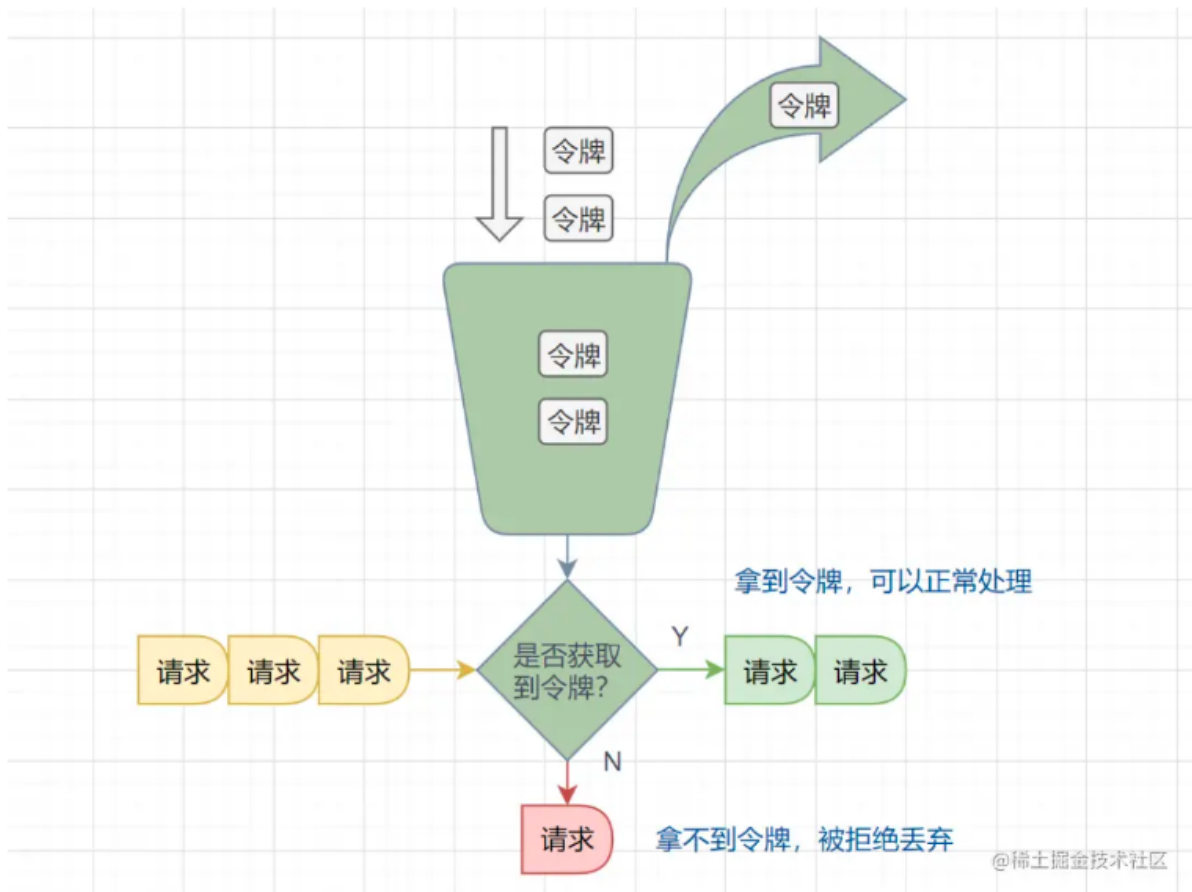 令牌
令牌
令牌
令牌
令牌
拿到令牌，可以正常处理
请求
请求
请求
是否获取
到令牌？
Y
请求
请求
N
请求
拿不到令牌，被拒绝丢弃
@稀土掘金技术社区